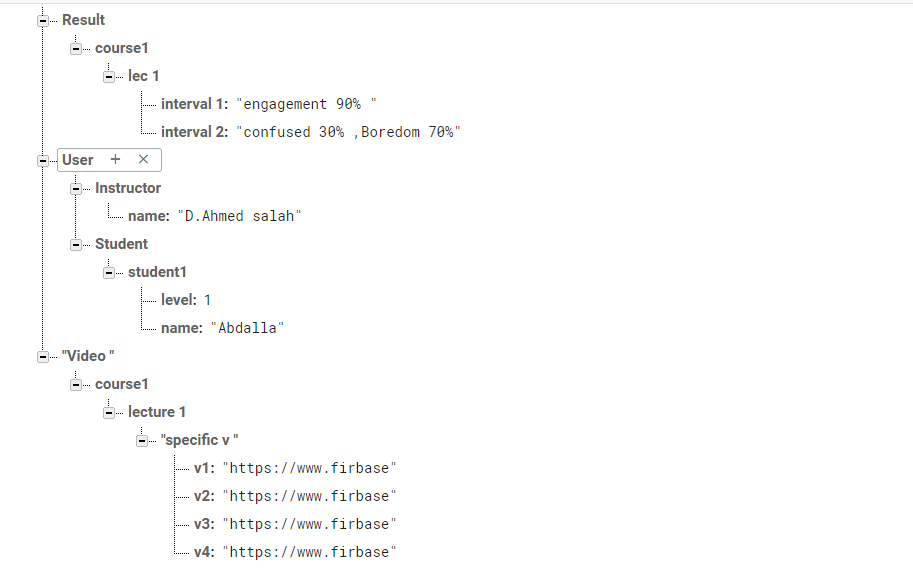 Result
course1
lec 1
interval 1: "engagement 90% "
interval 2: "confused 30% ,Boredom 70%"
User + ×
Instructor
name: "D.Ahmed salah"
Student
student1
level: 1
name: "Abdalla"
"Video "
course1
lecture 1
"specific v "
v1: "https://www.firbase"
v2: "https://www.firbase"
v3: "https://www.firbase"
v4: "https://www.firbase"